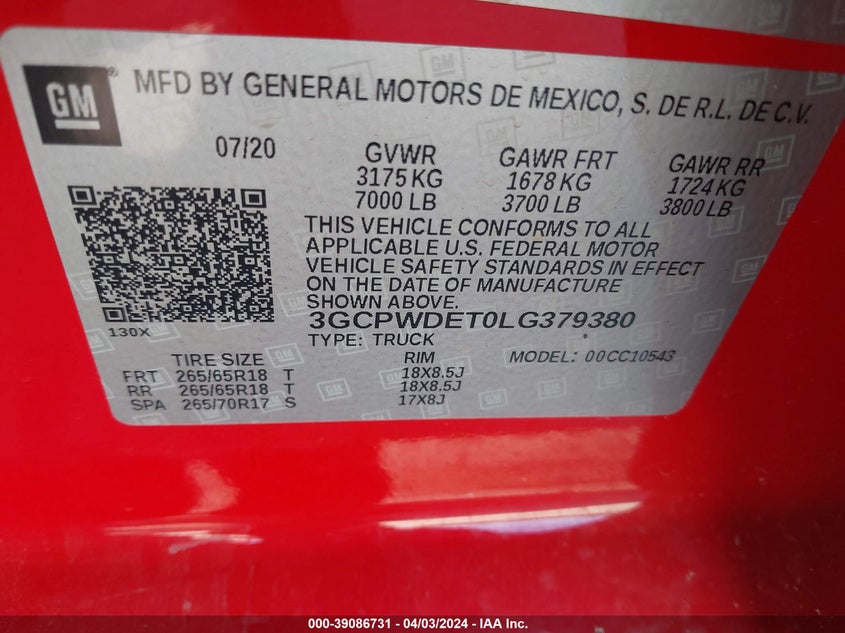 GM
MFD BY GENERAL MOTORS DE MEXICO, S. DE R.L. DE C.V.
07/20 GVWR GAWR FRT GAWR RR
3175 KG 1678 KG 1724 KG
7000 LB 3700 LB 3800 LB
THIS VEHICLE CONFORMS TO ALL
APPLICABLE U.S. FEDERAL MOTOR
VEHICLE SAFETY STANDARDS IN EFFECT
ON THE DATE OF MANUFACTURE
SHOWN ABOVE.
130X 3GCPWDET0LG379380
TYPE: TRUCK MODEL: 00CC10543
TIRE SIZE RIM
FRT 265/65R18 T 18X8.5J
RR 265/65R18 T 18X8.5J
SPA 265/70R17 S 17X8J
000-39086731 - 04/03/2024 - IAA Inc.